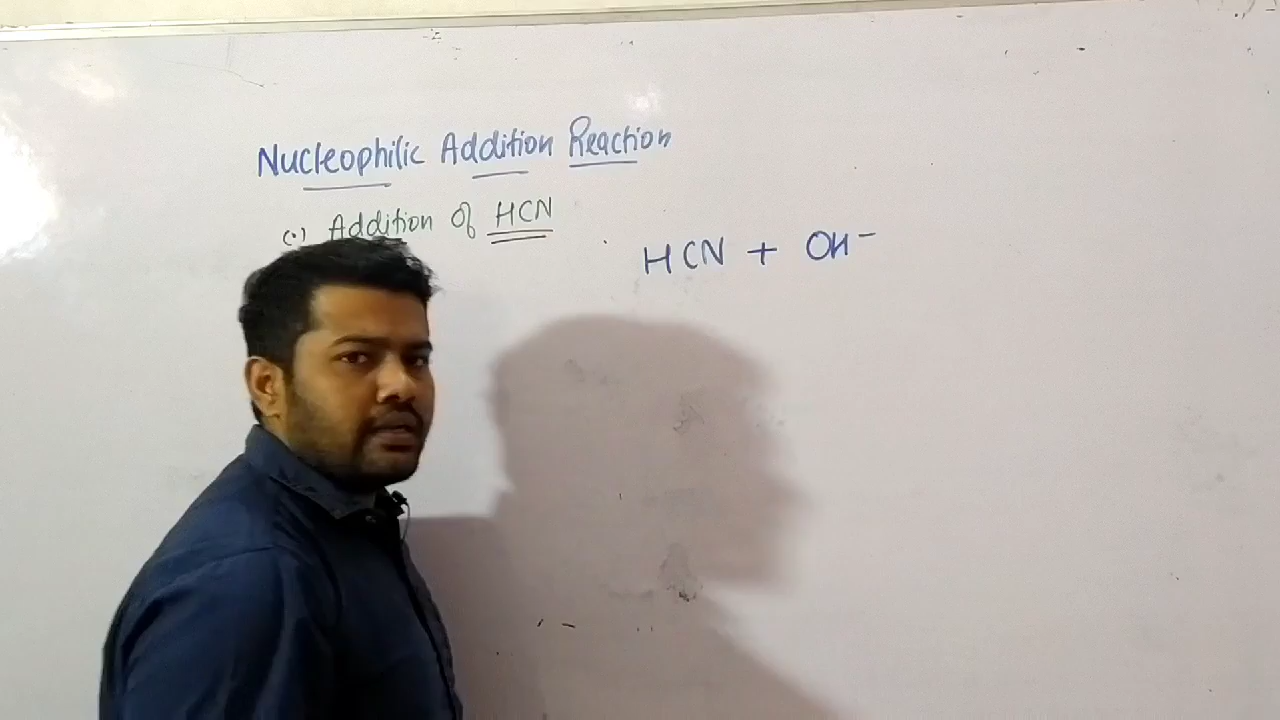 Nucleophilic Addition Reaction
(i) Addition of HCN
HCN + OH⁻